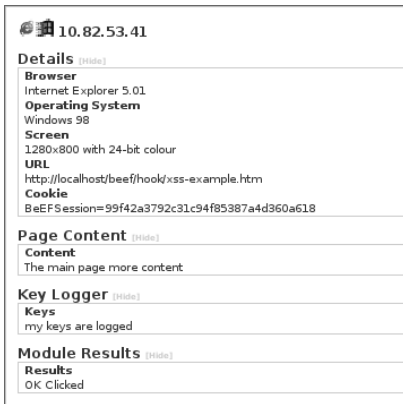 10.82.53.41
Details [Hide]
Browser
Internet Explorer 5.01
Operating System
Windows 98
Screen
1280x800 with 24-bit colour
URL
http://localhost/beef/hook/xss-example.htm
Cookie
BeEFSession=99f42a3792c31c94f85387a4d360a618
Page Content [Hide]
Content
The main page more content
Key Logger [Hide]
Keys
my keys are logged
Module Results [Hide]
Results
OK Clicked